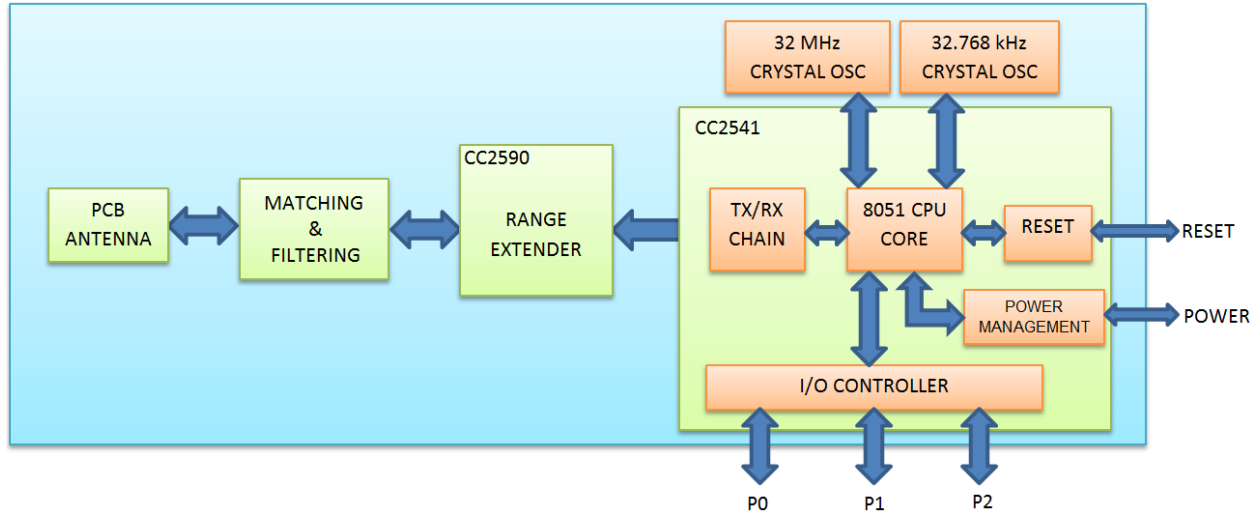 32 MHz
CRYSTAL OSC
32.768 kHz
CRYSTAL OSC
CC2541
CC2590
PCB
ANTENNA
MATCHING
&
FILTERING
RANGE
EXTENDER
TX/RX
CHAIN
8051 CPU
CORE
RESET
RESET
POWER
MANAGEMENT
POWER
I/O CONTROLLER
P0
P1
P2